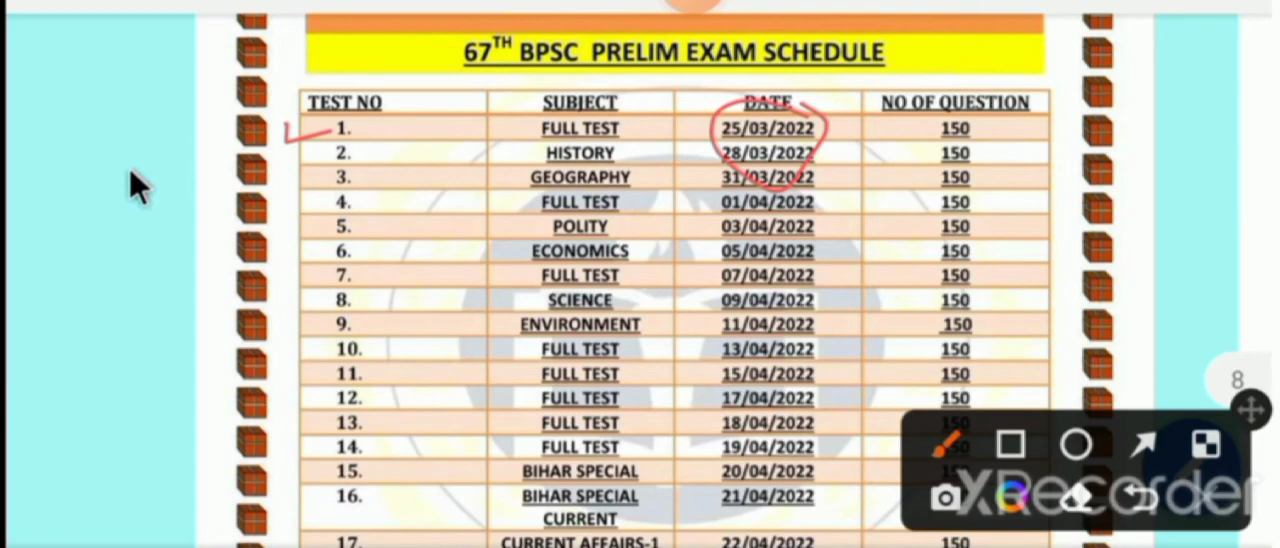 67TH BPSC PRELIM EXAM SCHEDULE
TEST NO SUBJECT DATE NO OF QUESTION
1. FULL TEST 25/03/2022 150
2. HISTORY 28/03/2022 150
3. GEOGRAPHY 31/03/2022 150
4. FULL TEST 01/04/2022 150
5. POLITY 03/04/2022 150
6. ECONOMICS 05/04/2022 150
7. FULL TEST 07/04/2022 150
8. SCIENCE 09/04/2022 150
9. ENVIRONMENT 11/04/2022 150
10. FULL TEST 13/04/2022 150
11. FULL TEST 15/04/2022 150
12. FULL TEST 17/04/2022 150
13. FULL TEST 18/04/2022 150
14. FULL TEST 19/04/2022
15. BIHAR SPECIAL 20/04/2022
16. BIHAR SPECIAL 21/04/2022
CURRENT
17. CURRENT AFFAIRS-1 22/04/2022 150
8
XRecorder